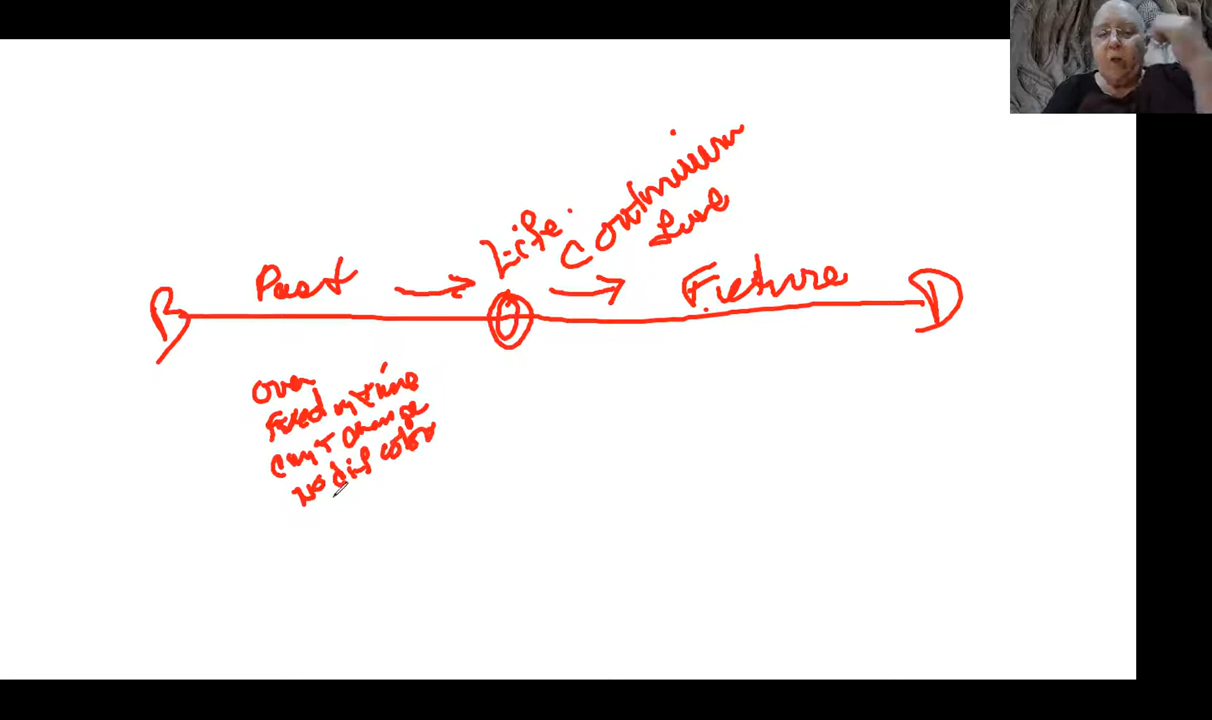 Life Continuum
Line
Past → → Future
B O D
Over
Fixed in time
Can't change
No dif color